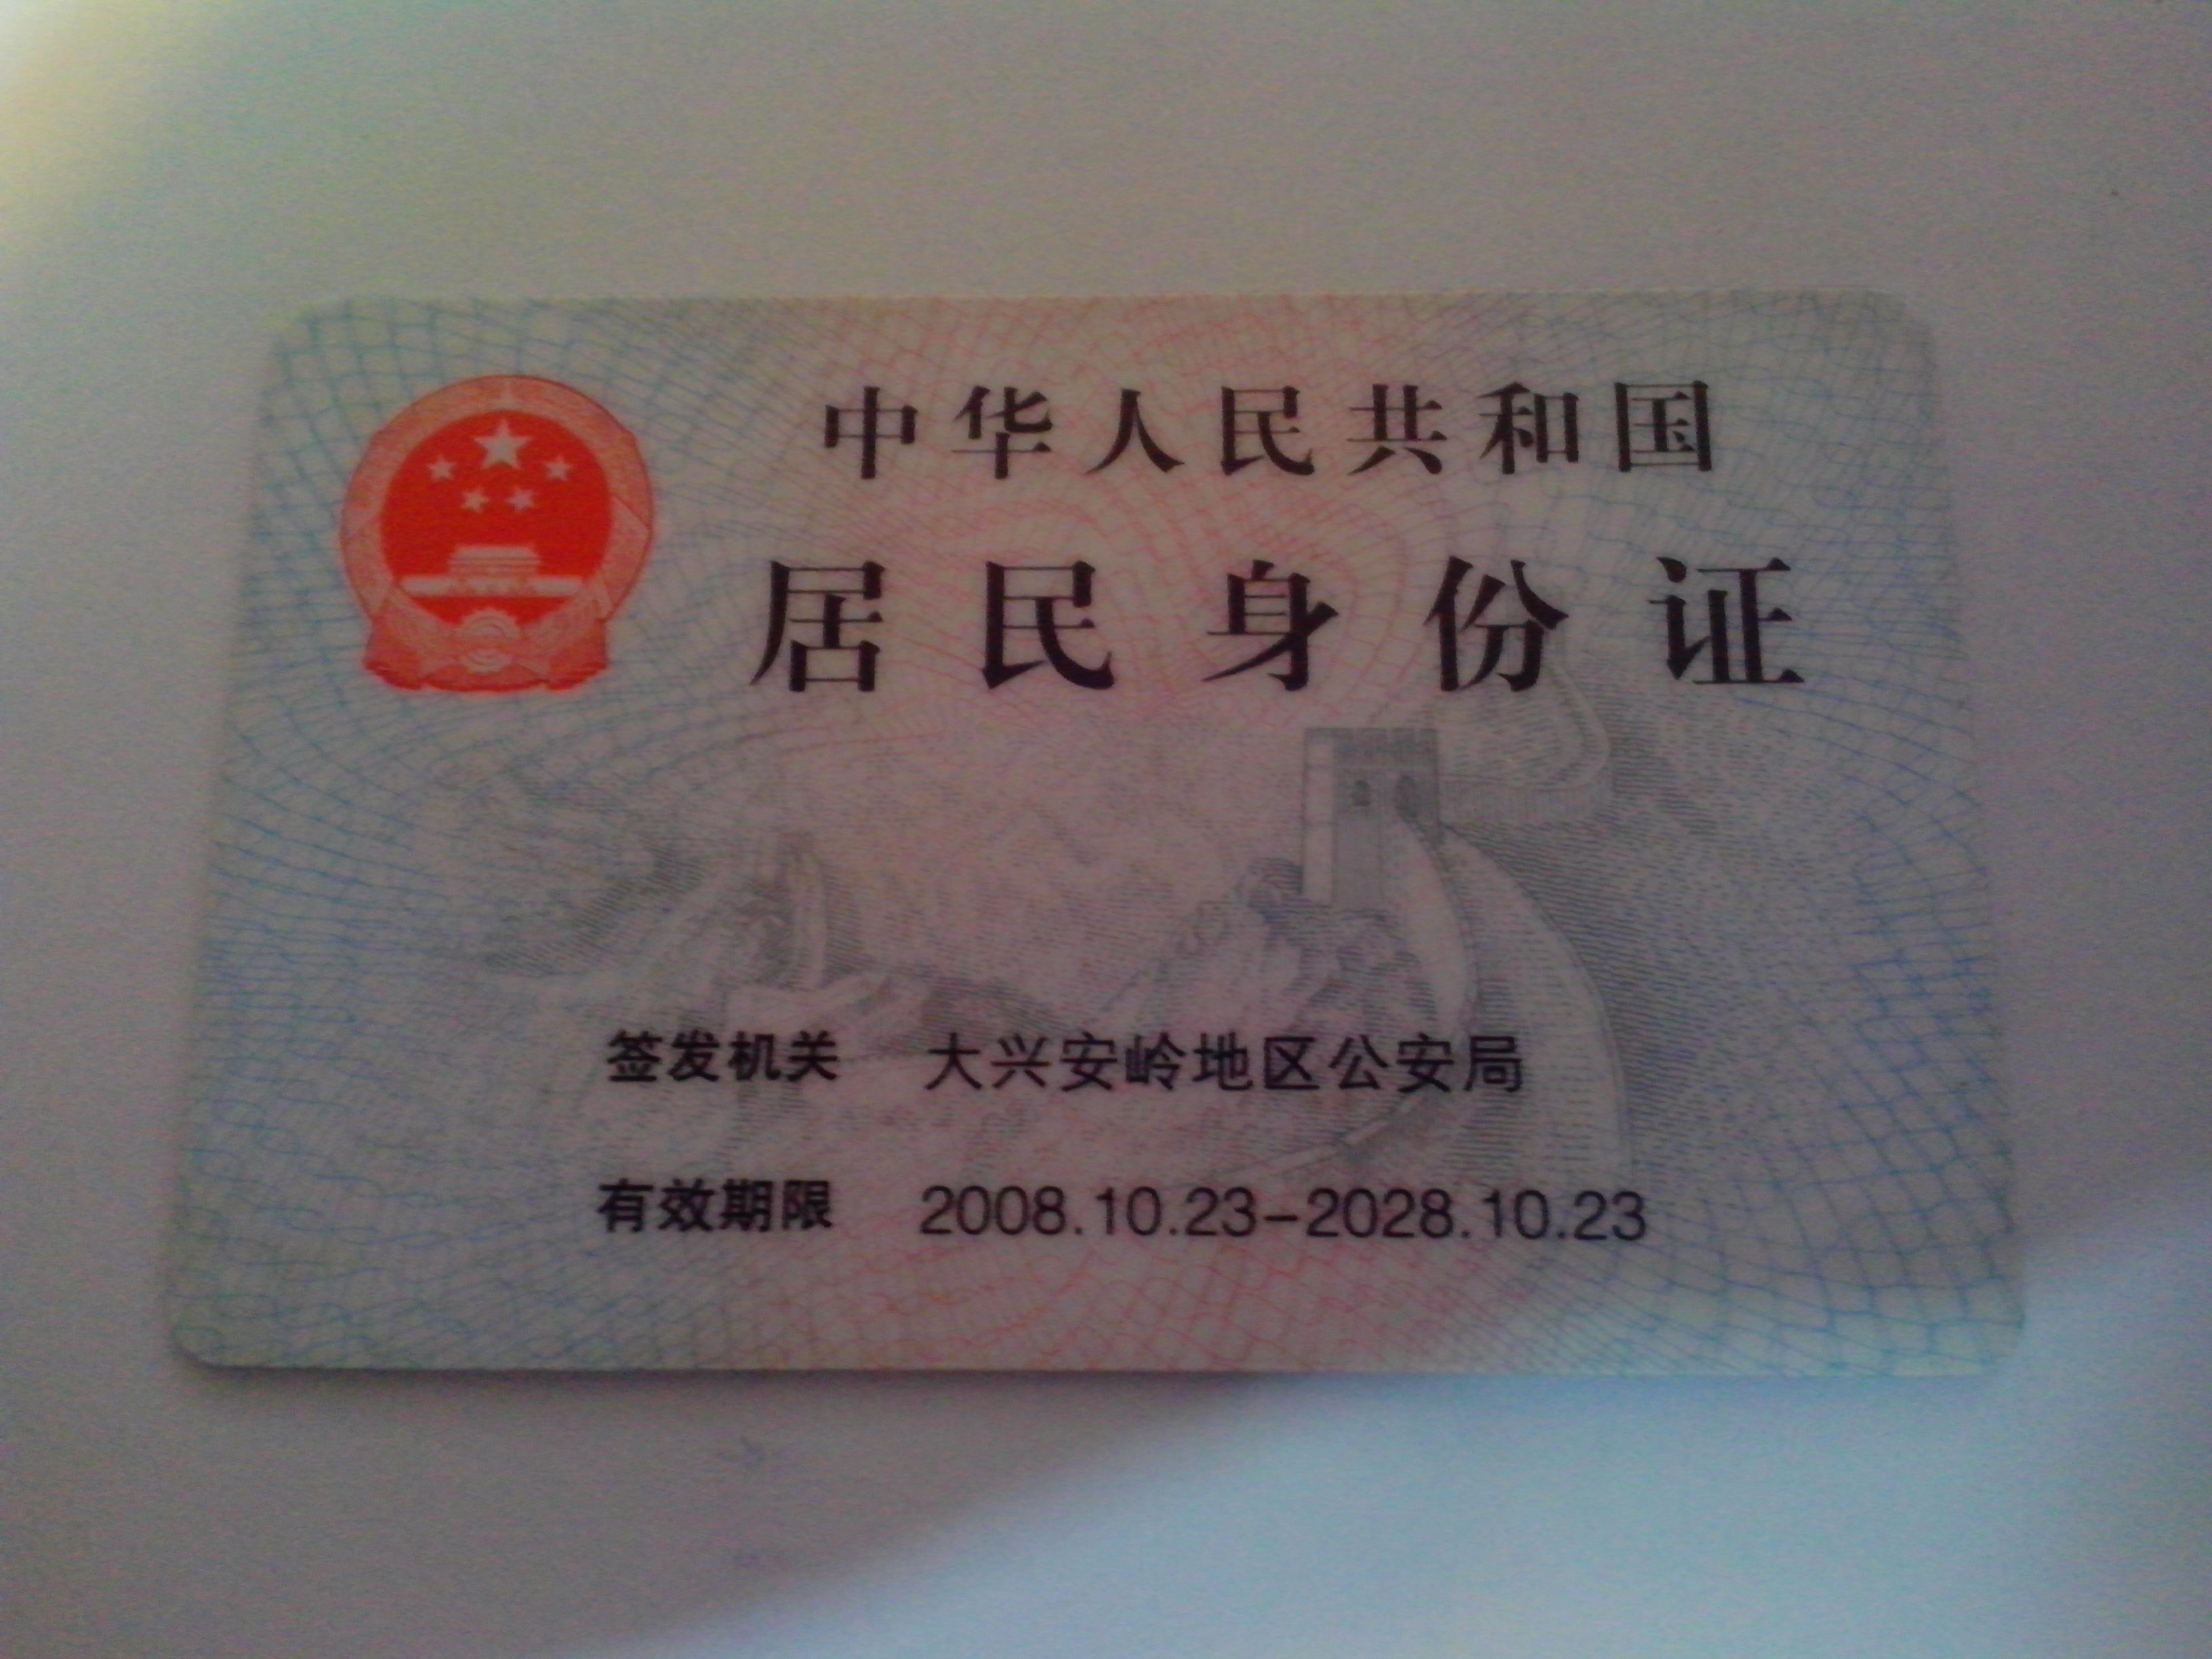 中华人民共和国
居民身份证
签发机关 大兴安岭地区公安局
有效期限 2008.10.23-2028.10.23